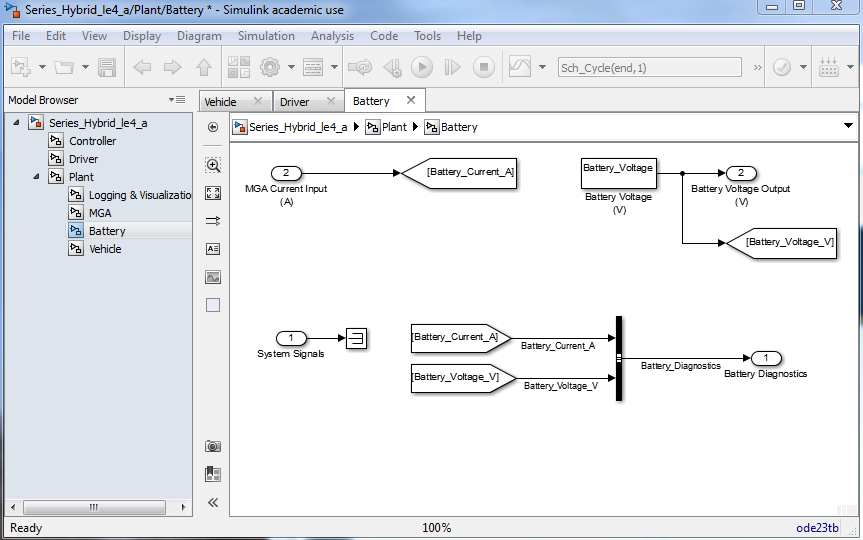 Series_Hybrid_le4_a/Plant/Battery * - Simulink academic use
File Edit View Display Diagram Simulation Analysis Code Tools Help
Sch_Cycle(end,1)
»
Model Browser
Vehicle Driver Battery
Series_Hybrid_le4_a
Controller
Driver
Plant
Logging & Visualizatio
MGA
Battery
Vehicle
Series_Hybrid_le4_a Plant Battery
2
MGA Current Input
(A)
[Battery_Current_A]
Battery_Voltage
Battery Voltage
(V)
2
Battery Voltage Output
(V)
[Battery_Voltage_V]
1
System Signals
[Battery_Current_A]
Battery_Current_A
[Battery_Voltage_V]
Battery_Voltage_V
Battery_Diagnostics
1
Battery Diagnostics
Ready 100% ode23tb